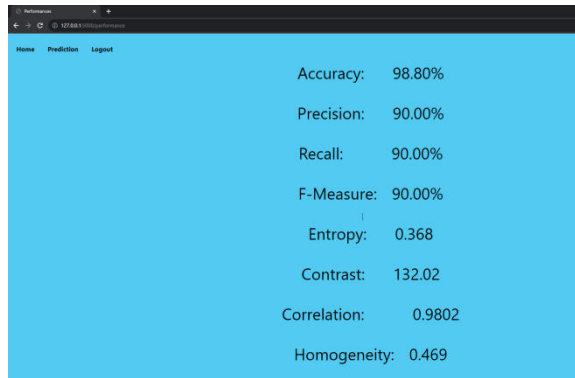 Performances
127.0.0.1:5000/performance
Home Prediction Logout
Accuracy: 98.80%
Precision: 90.00%
Recall: 90.00%
F-Measure: 90.00%
Entropy: 0.368
Contrast: 132.02
Correlation: 0.9802
Homogeneity: 0.469